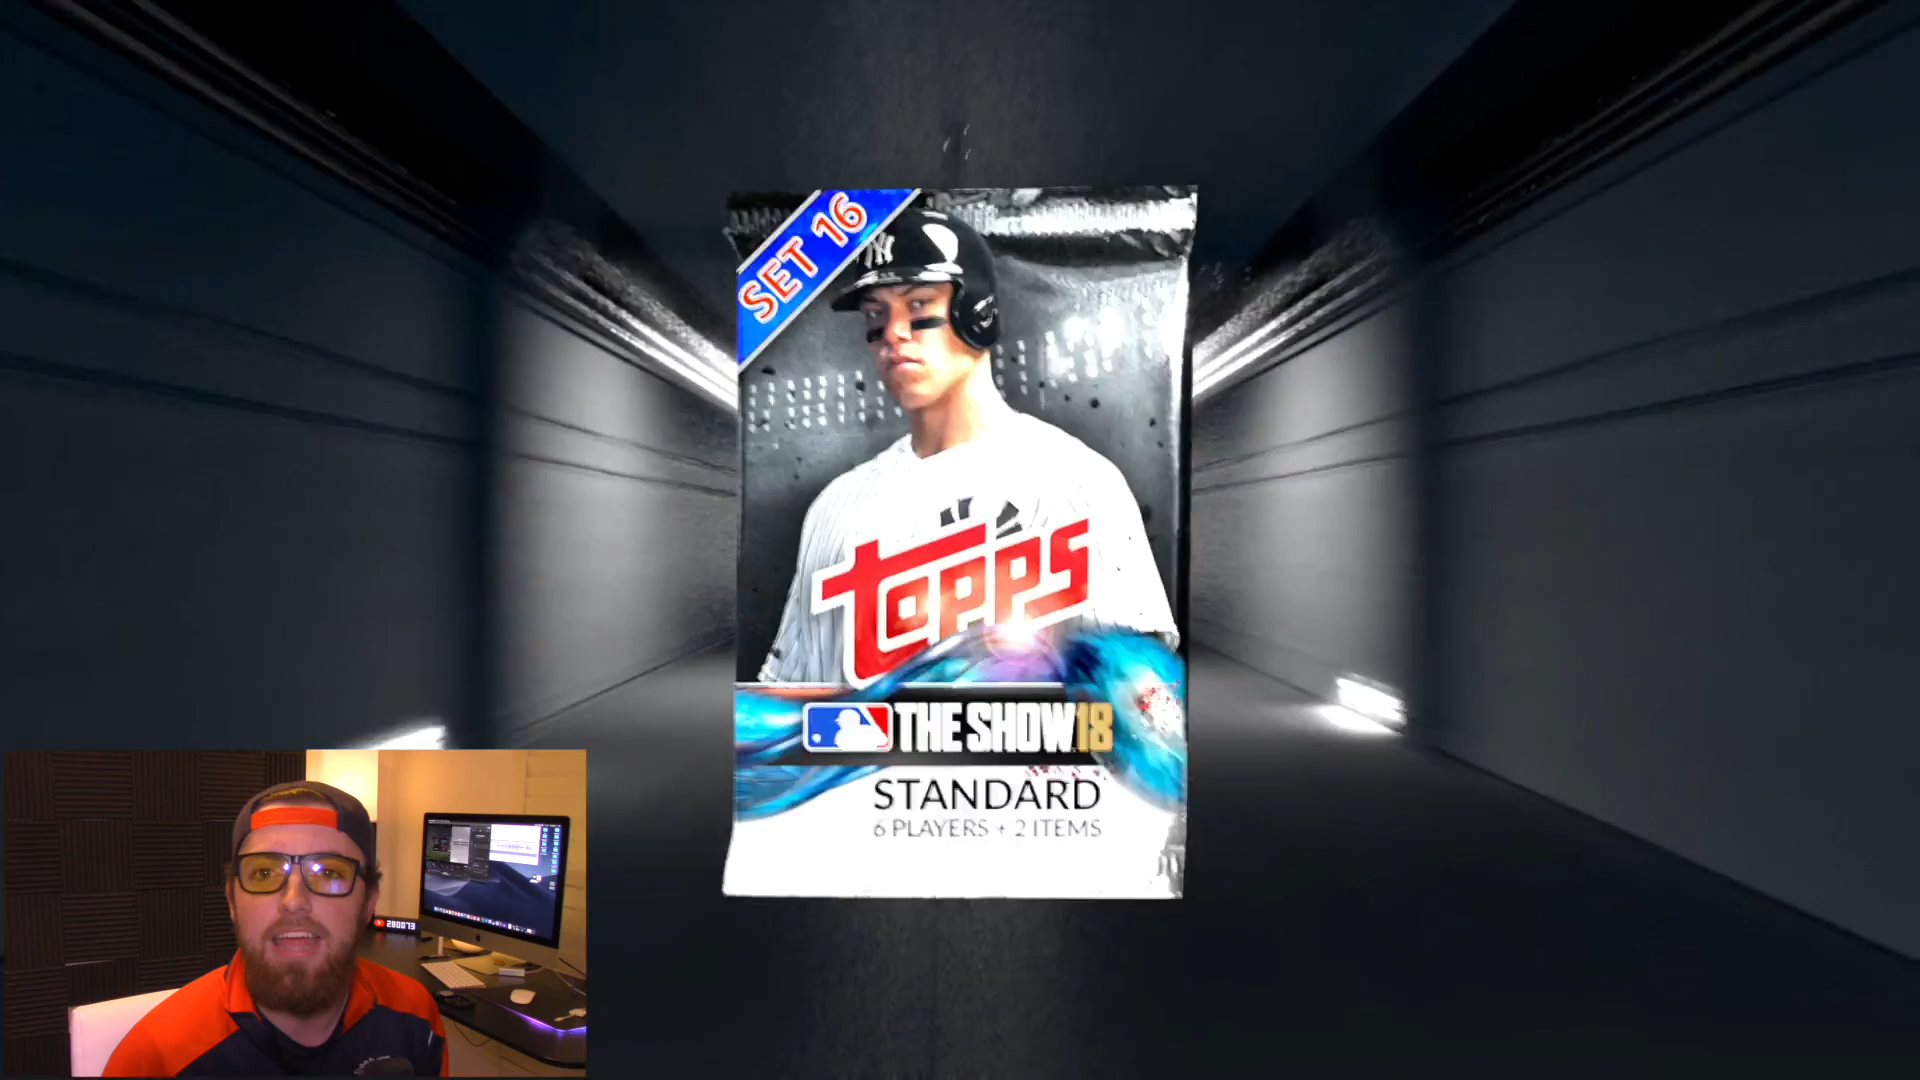 SET 16
NY
topps
THE SHOW 18
STANDARD
6 PLAYERS + 2 ITEMS